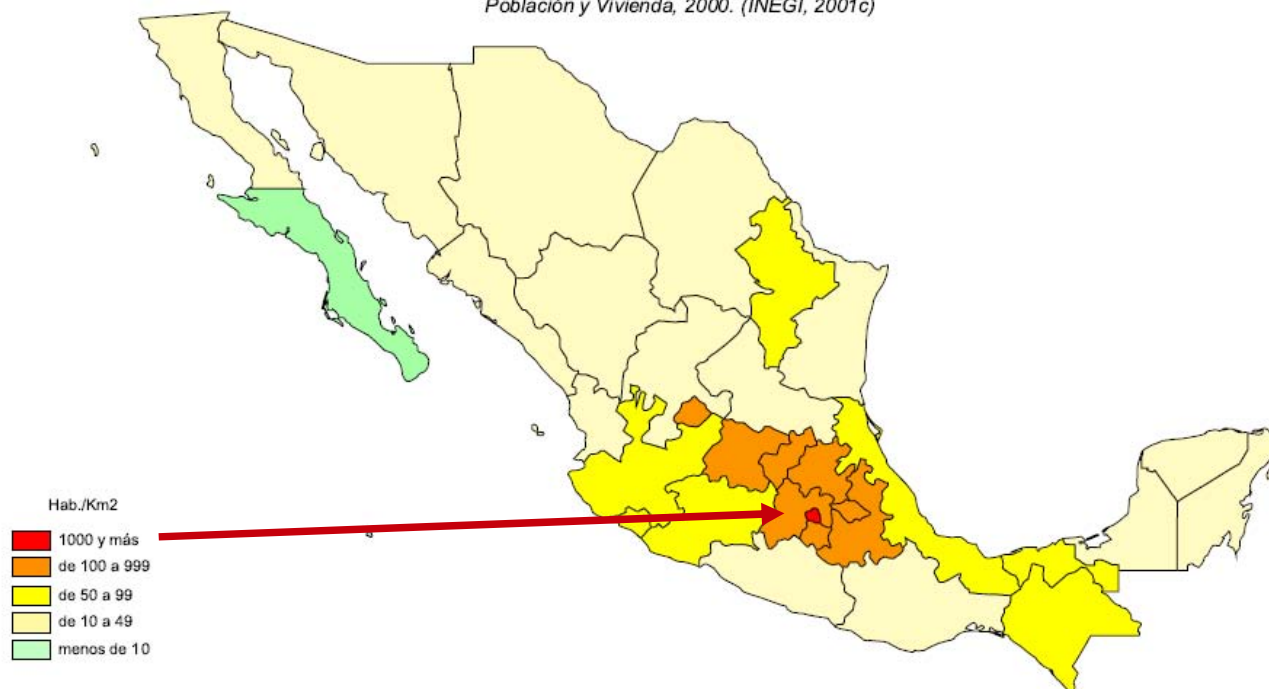 Población y Vivienda, 2000. (INEGI, 2001c)
Hab./Km2
1000 y más
de 100 a 999
de 50 a 99
de 10 a 49
menos de 10